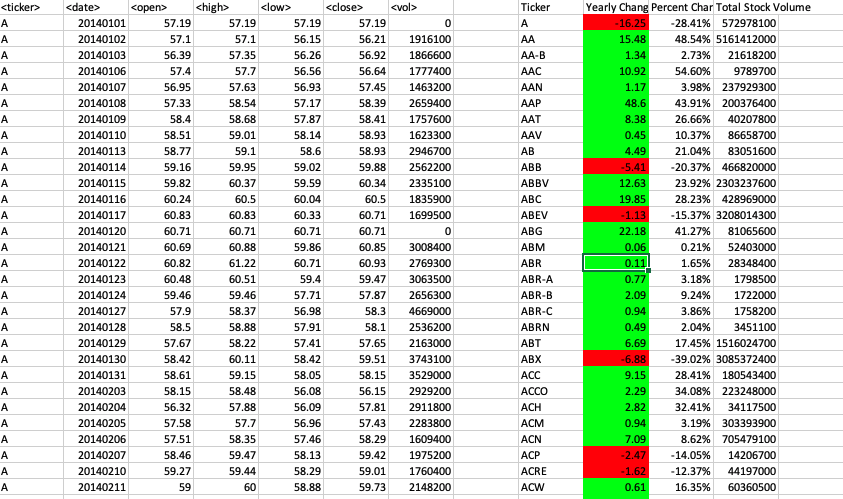 <ticker> <date> <open> <high> <low> <close> <vol> Ticker Yearly Chang Percent Char Total Stock Volume
A 20140101 57.19 57.19 57.19 57.19 0 A -16.25 -28.41% 572978100
A 20140102 57.1 57.1 56.15 56.21 1916100 AA 15.48 48.54% 5161412000
A 20140103 56.39 57.35 56.26 56.92 1866600 AA-B 1.34 2.73% 21618200
A 20140106 57.4 57.7 56.56 56.64 1777400 AAC 10.92 54.60% 9789700
A 20140107 56.95 57.63 56.93 57.45 1463200 AAN 1.17 3.98% 237929300
A 20140108 57.33 58.54 57.17 58.39 2659400 AAP 48.6 43.91% 200376400
A 20140109 58.4 58.68 57.87 58.41 1757600 AAT 8.38 26.66% 40207800
A 20140110 58.51 59.01 58.14 58.93 1623300 AAV 0.45 10.37% 86658700
A 20140113 58.77 59.1 58.6 58.93 2946700 AB 4.49 21.04% 83051600
A 20140114 59.16 59.95 59.02 59.88 2562200 ABB -5.41 -20.37% 466820000
A 20140115 59.82 60.37 59.59 60.34 2335100 ABBV 12.63 23.92% 2303237600
A 20140116 60.24 60.5 60.04 60.5 1835900 ABC 19.85 28.23% 428969000
A 20140117 60.83 60.83 60.33 60.71 1699500 ABEV -1.13 -15.37% 3208014300
A 20140120 60.71 60.71 60.71 60.71 0 ABG 22.18 41.27% 81065600
A 20140121 60.69 60.88 59.86 60.85 3008400 ABM 0.06 0.21% 52403000
A 20140122 60.82 61.22 60.71 60.93 2769300 ABR 0.11 1.65% 28348400
A 20140123 60.48 60.51 59.4 59.47 3063500 ABR-A 0.77 3.18% 1798500
A 20140124 59.46 59.46 57.71 57.87 2656300 ABR-B 2.09 9.24% 1722000
A 20140127 57.9 58.37 56.98 58.3 4669000 ABR-C 0.94 3.86% 1758200
A 20140128 58.5 58.88 57.91 58.1 2536200 ABRN 0.49 2.04% 3451100
A 20140129 57.67 58.22 57.41 57.65 2163000 ABT 6.69 17.45% 1516024700
A 20140130 58.42 60.11 58.42 59.51 3743100 ABX -6.88 -39.02% 3085372400
A 20140131 58.61 59.15 58.05 58.15 3529000 ACC 9.15 28.41% 180543400
A 20140203 58.15 58.48 56.08 56.15 2929200 ACCO 2.29 34.08% 223248000
A 20140204 56.32 57.88 56.09 57.81 2911800 ACH 2.82 32.41% 34117500
A 20140205 57.58 57.7 56.96 57.43 2283800 ACM 0.94 3.19% 303393900
A 20140206 57.51 58.35 57.46 58.29 1609400 ACN 7.09 8.62% 705479100
A 20140207 58.46 59.47 58.13 59.42 1975200 ACP -2.47 -14.05% 14206700
A 20140210 59.27 59.44 58.29 59.01 1760400 ACRE -1.62 -12.37% 44197000
A 20140211 59 60 58.88 59.73 2148200 ACW 0.61 16.35% 60360500